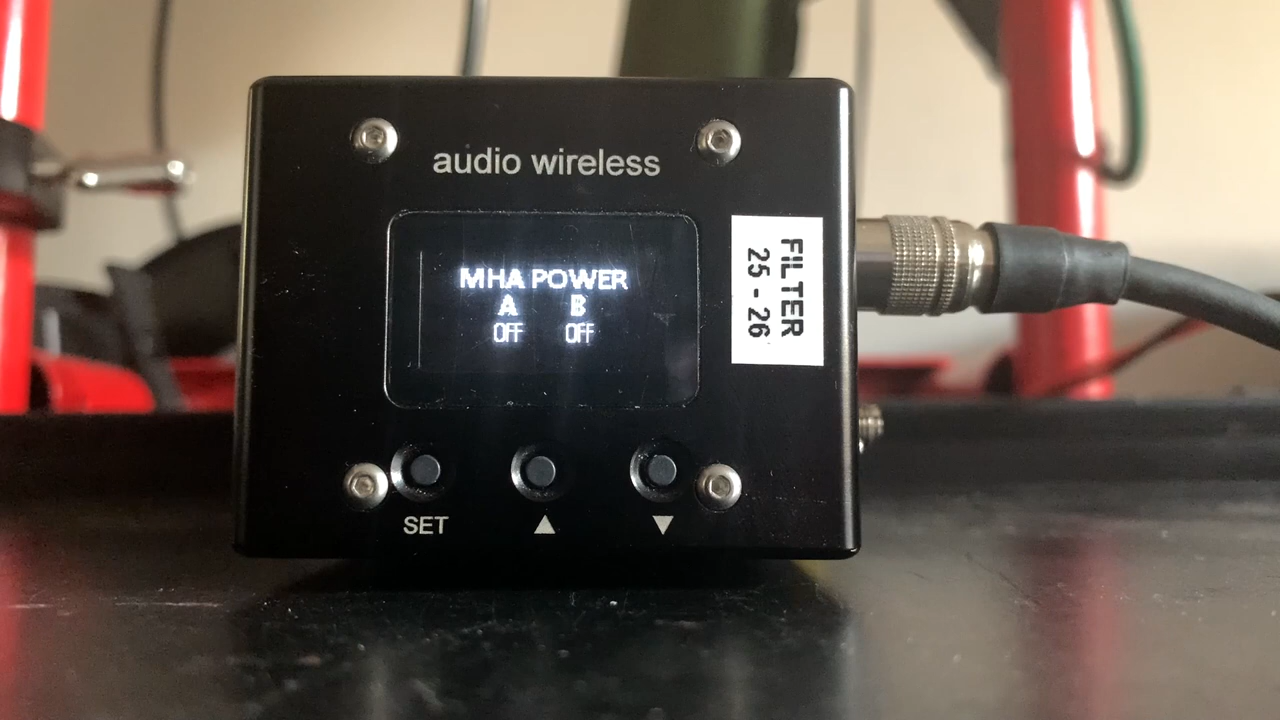 audio wireless
MHA POWER
A B
OFF OFF
FILTER
25 - 26
SET ▲ ▼